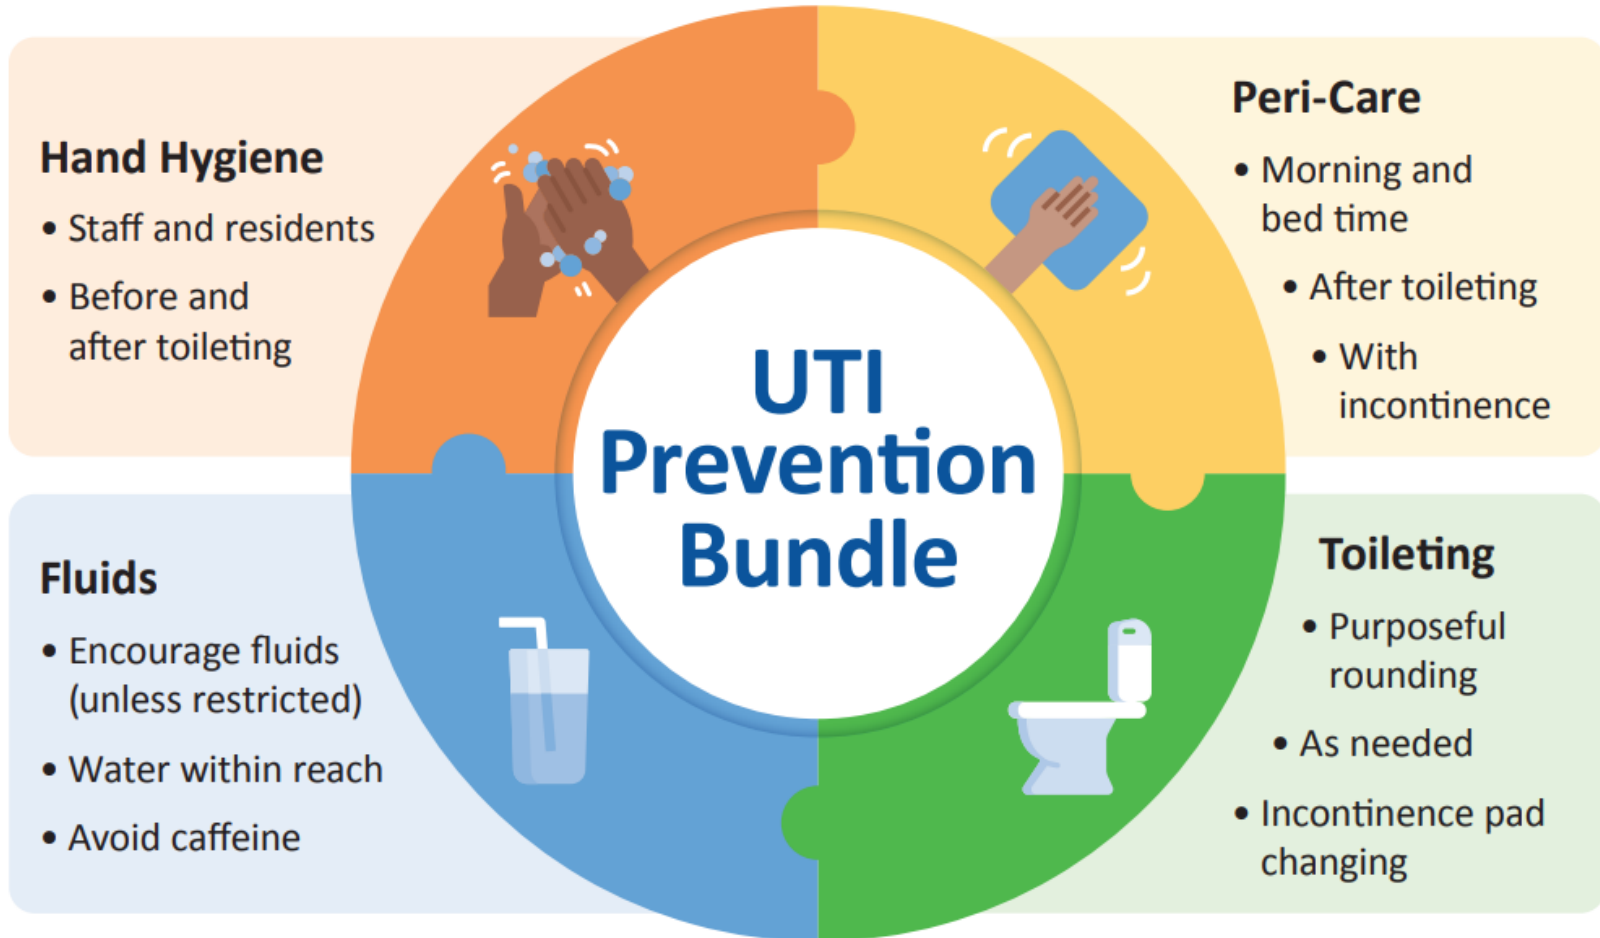 Hand Hygiene
• Staff and residents
• Before and
after toileting
Peri-Care
• Morning and
bed time
• After toileting
• With
incontinence
UTI
Prevention
Bundle
Fluids
• Encourage fluids
(unless restricted)
• Water within reach
• Avoid caffeine
Toileting
• Purposeful
rounding
• As needed
• Incontinence pad
changing